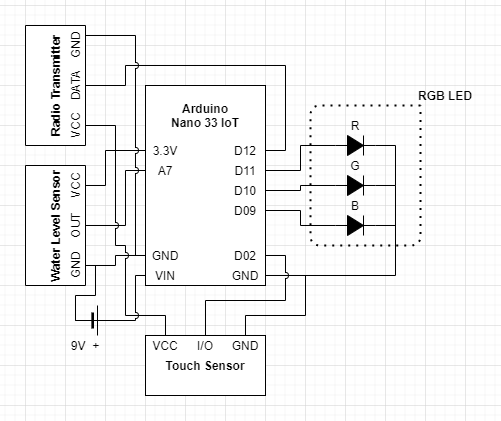 Radio Transmitter
GND
DATA
VCC
Water Level Sensor
VCC
OUT
GND
Arduino
Nano 33 IoT
3.3V
A7
GND
VIN
D12
D11
D10
D09
D02
GND
RGB LED
R
G
B
9V +
VCC I/O GND
Touch Sensor